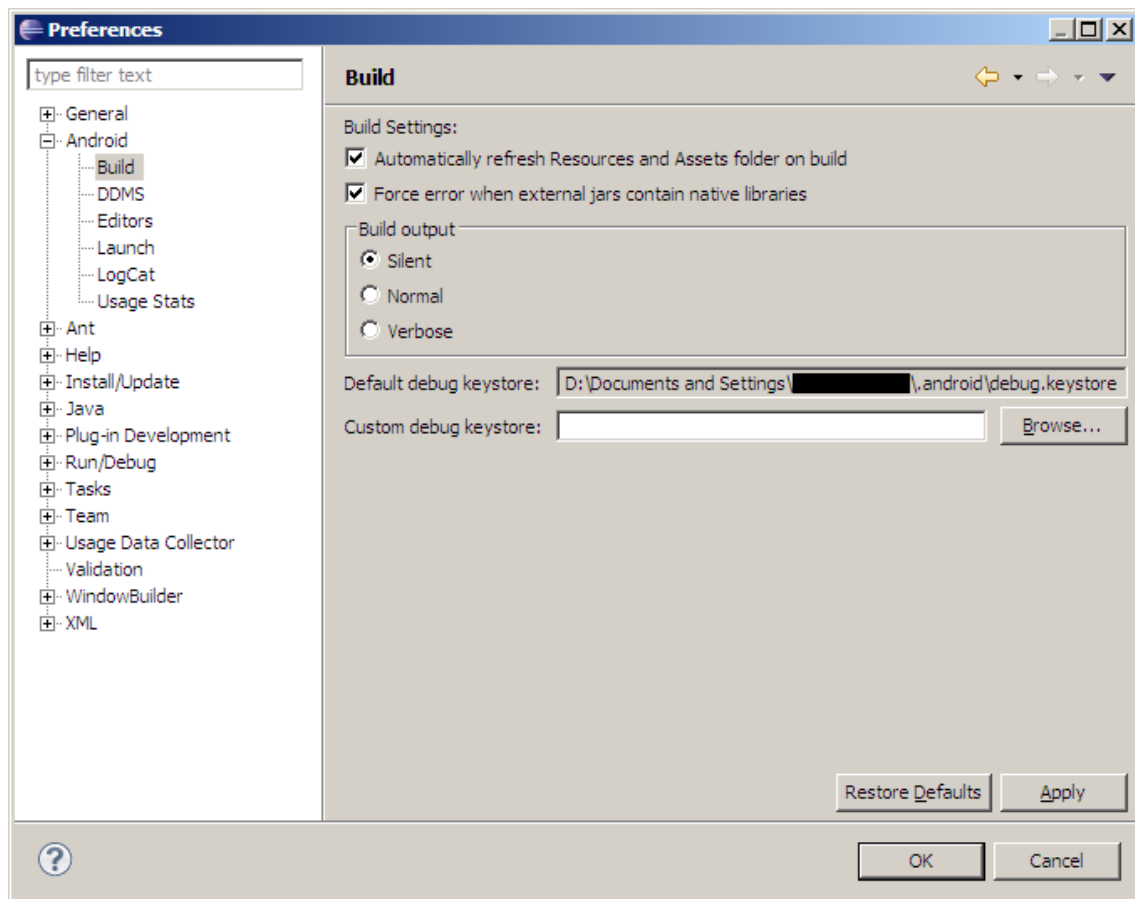 Preferences
type filter text
General
Android
Build
DDMS
Editors
Launch
LogCat
Usage Stats
Ant
Help
Install/Update
Java
Plug-in Development
Run/Debug
Tasks
Team
Usage Data Collector
Validation
WindowBuilder
XML
Build
Build Settings:
Automatically refresh Resources and Assets folder on build
Force error when external jars contain native libraries
Build output
Silent
Normal
Verbose
Default debug keystore: D:\Documents and Settings\ \.android\debug.keystore
Custom debug keystore: Browse...
Restore Defaults Apply
? OK Cancel